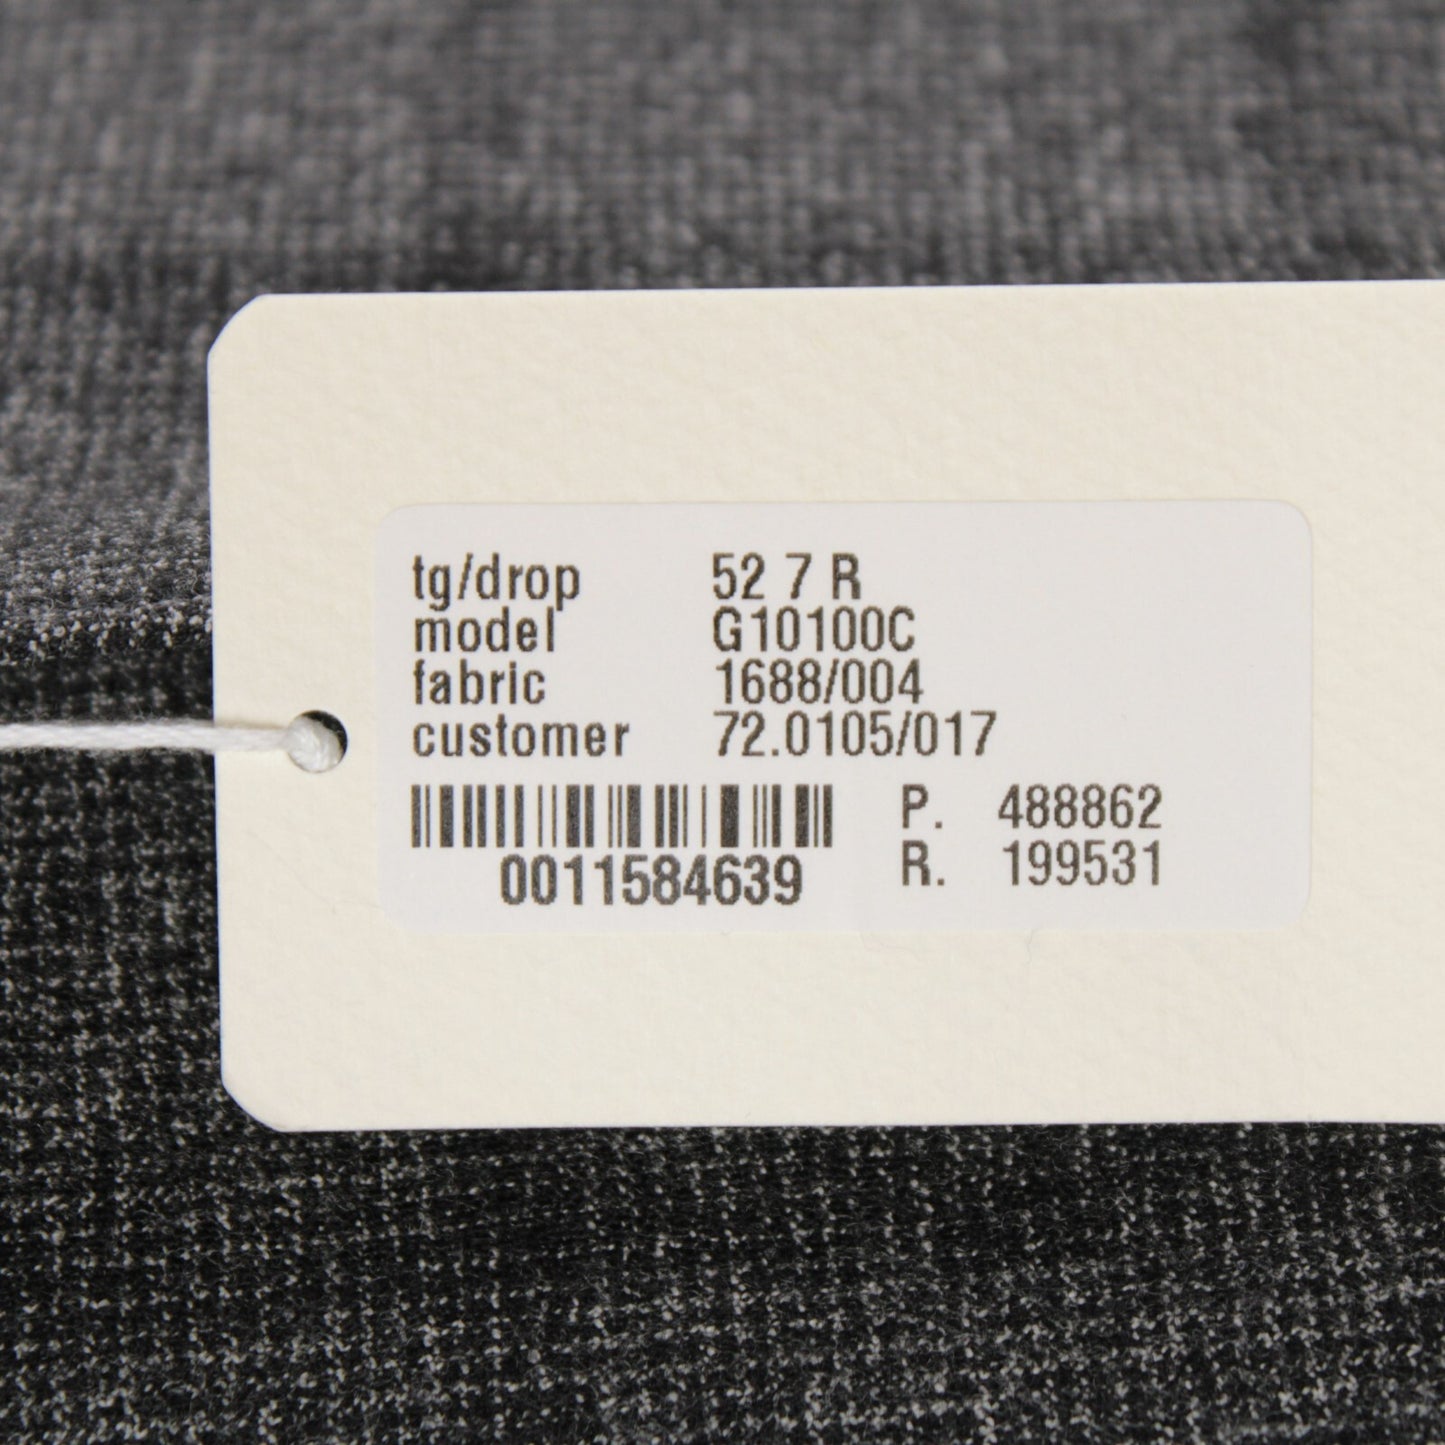 tg/drop 52 7 R
model G10100C
fabric 1688/004
customer 72.0105/017
P. 488862
R. 199531
0011584639